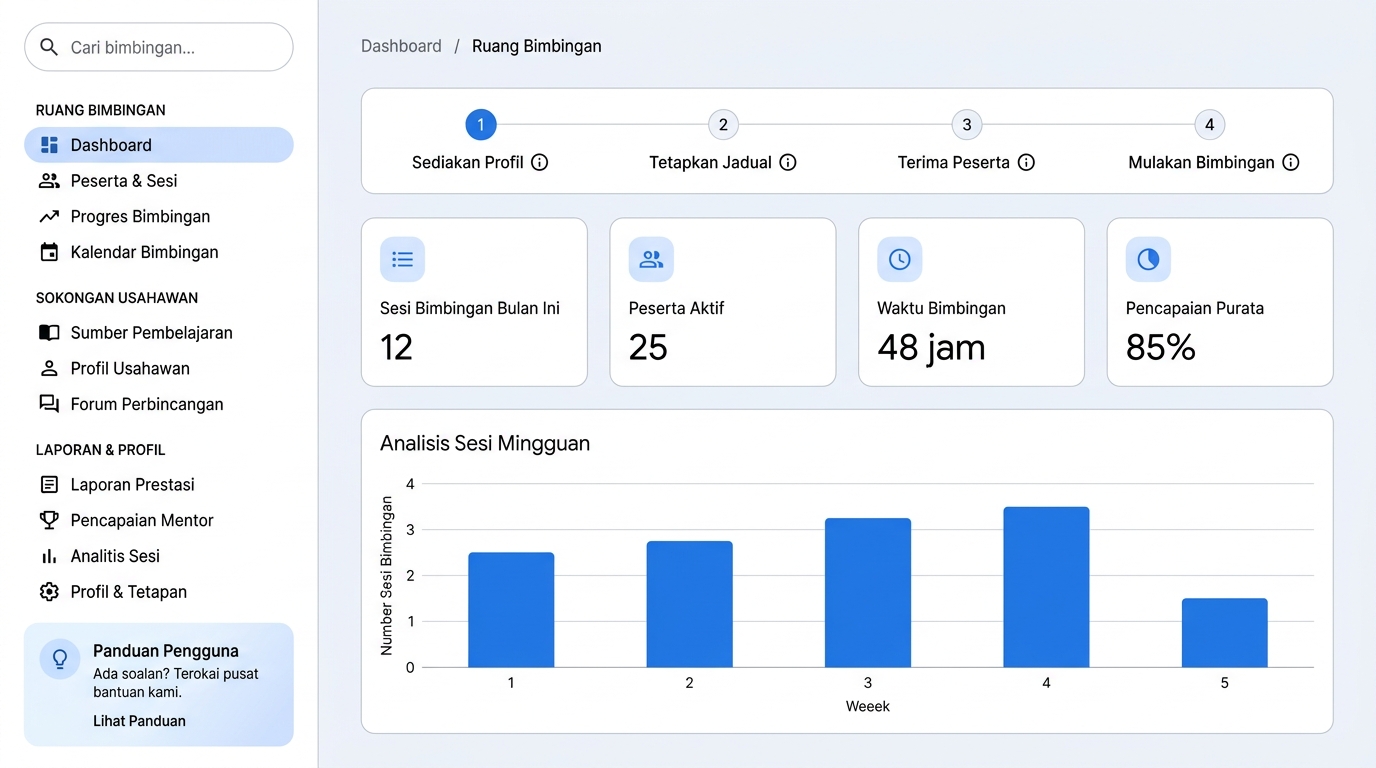 Cari bimbingan...
RUANG BIMBINGAN
Dashboard
Peserta & Sesi
Progres Bimbingan
Kalendar Bimbingan
SOKONGAN USAHAWAN
Sumber Pembelajaran
Profil Usahawan
Forum Perbincangan
LAPORAN & PROFIL
Laporan Prestasi
Pencapaian Mentor
Analitis Sesi
Profil & Tetapan
Panduan Pengguna
Ada soalan? Terokai pusat
bantuan kami.
Lihat Panduan
Dashboard / Ruang Bimbingan
1 2 3 4
Sediakan Profil Tetapkan Jadual Terima Peserta Mulakan Bimbingan
Sesi Bimbingan Bulan Ini
12
Peserta Aktif
25
Waktu Bimbingan
48 jam
Pencapaian Purata
85%
Analisis Sesi Mingguan
Number Sesi Bimbingan
4
3
2
1
0
1 2 3 4 5
Weeek